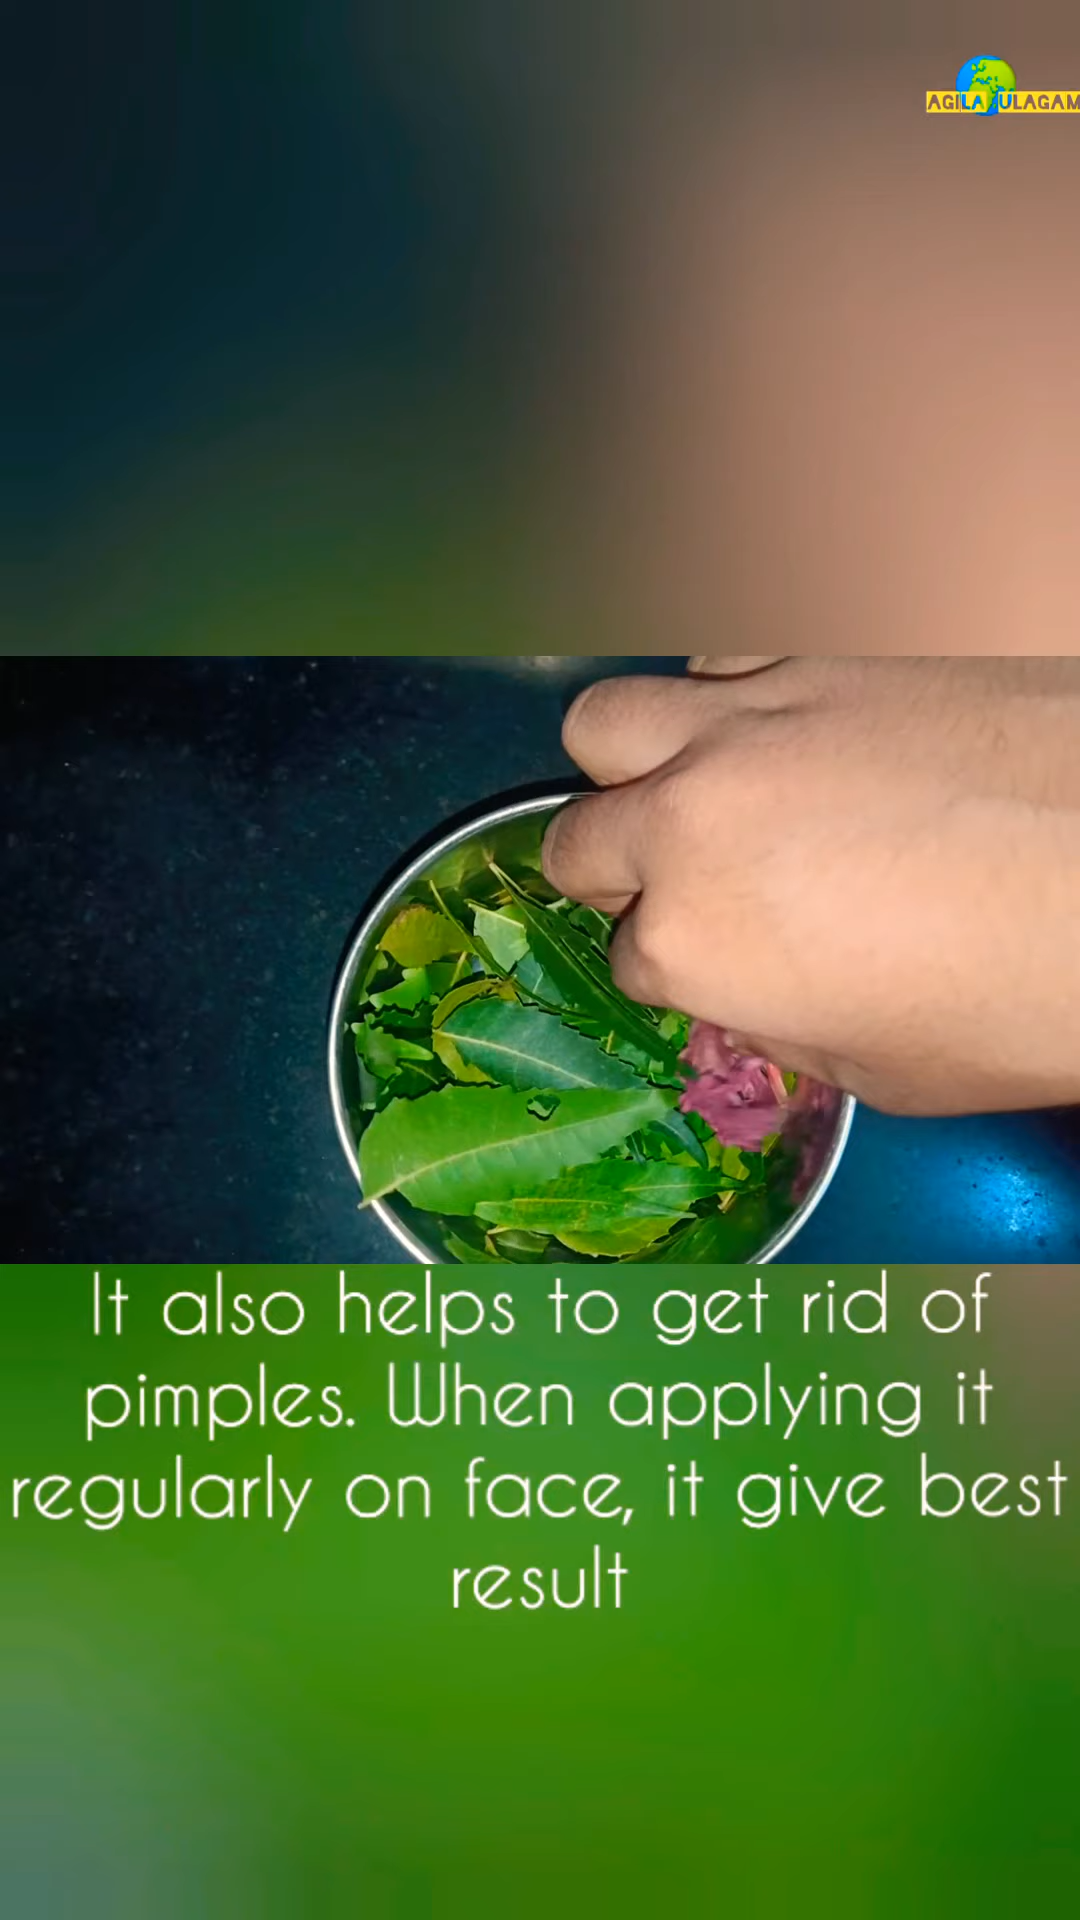 AGILA ULAGAM
It also helps to get rid of
pimples. When applying it
regularly on face, it give best
result